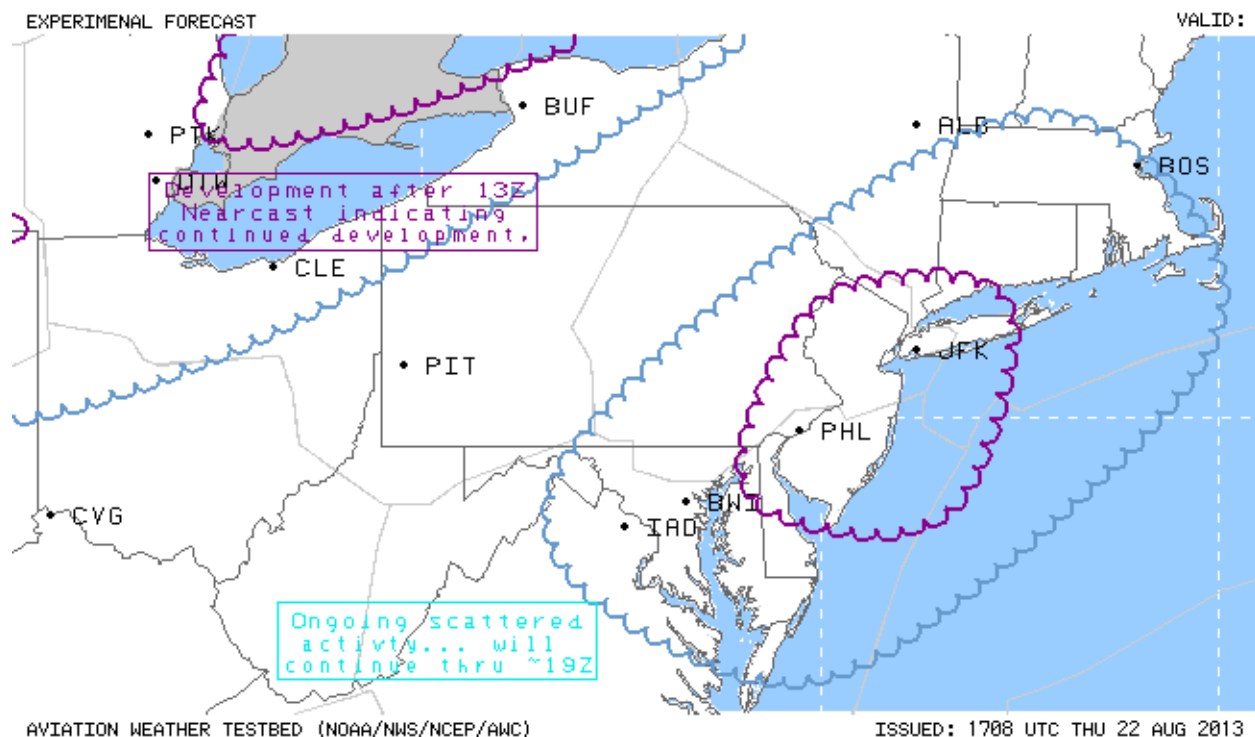 EXPERIMENAL FORECAST
VALID:
BUF
PTK
ALB
BOS
DTW
Development after 13Z
Nearcast indicating
continued development.
CLE
JFK
PIT
PHL
CVG
BWI
IAD
Ongoing scattered
activty... will
continue thru ~19Z
AVIATION WEATHER TESTBED (NOAA/NWS/NCEP/AWC)
ISSUED: 1708 UTC THU 22 AUG 2013